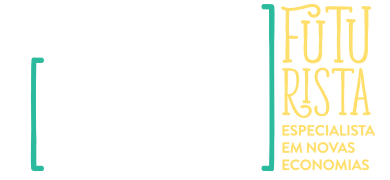 FUTU
RISTA
ESPECIALISTA
EM NOVAS
ECONOMIAS